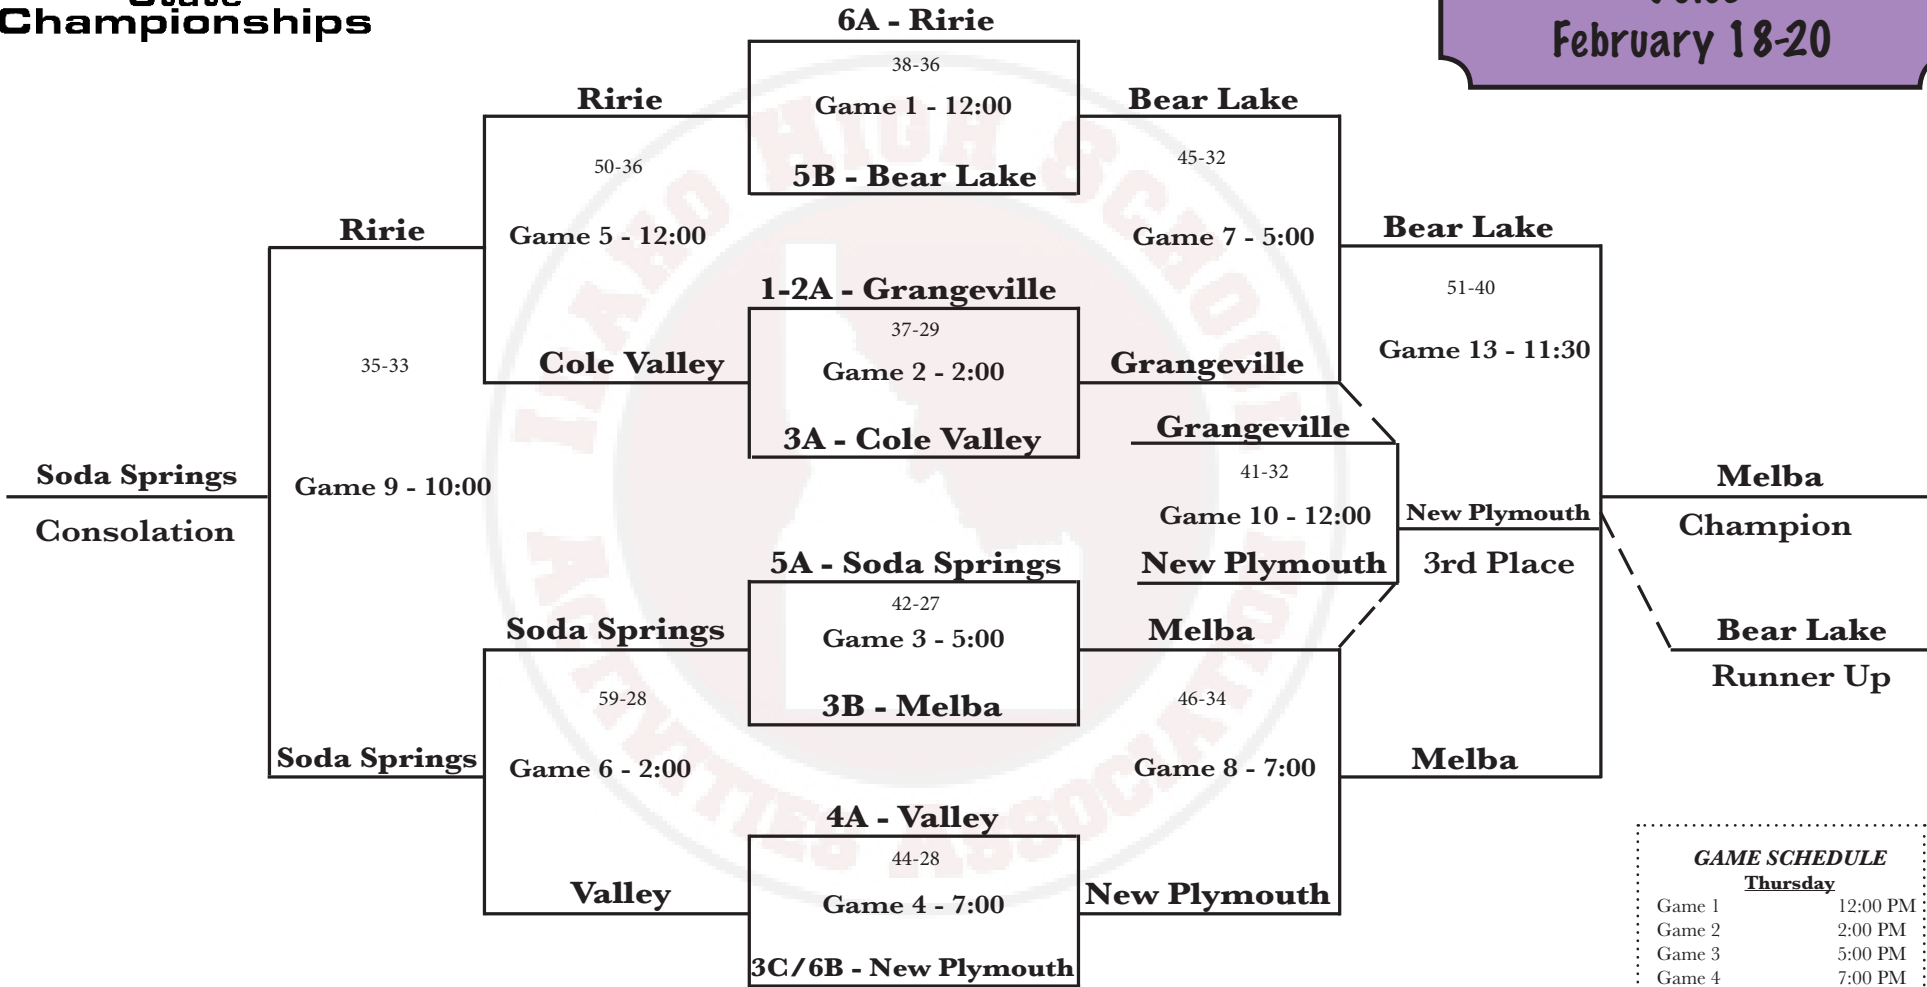 Championships
February 18-20
6A - Ririe
38-36
Game 1 - 12:00
5B - Bear Lake
Ririe
50-36
Game 5 - 12:00
Bear Lake
45-32
Game 7 - 5:00
Ririe
35-33
Game 9 - 10:00
Bear Lake
51-40
Game 13 - 11:30
1-2A - Grangeville
37-29
Game 2 - 2:00
3A - Cole Valley
Cole Valley
Grangeville
Grangeville
41-32
Game 10 - 12:00
New Plymouth
New Plymouth
3rd Place
Soda Springs
Consolation
Melba
Champion
Bear Lake
Runner Up
5A - Soda Springs
42-27
Game 3 - 5:00
3B - Melba
Soda Springs
59-28
Game 6 - 2:00
Melba
46-34
Game 8 - 7:00
Soda Springs
Melba
4A - Valley
44-28
Game 4 - 7:00
3C/6B - New Plymouth
Valley
New Plymouth
GAME SCHEDULE
Thursday
Game 1 12:00 PM
Game 2 2:00 PM
Game 3 5:00 PM
Game 4 7:00 PM
IDAHO HIGH SCHOOL
ACTIVITIES ASSOCIATION